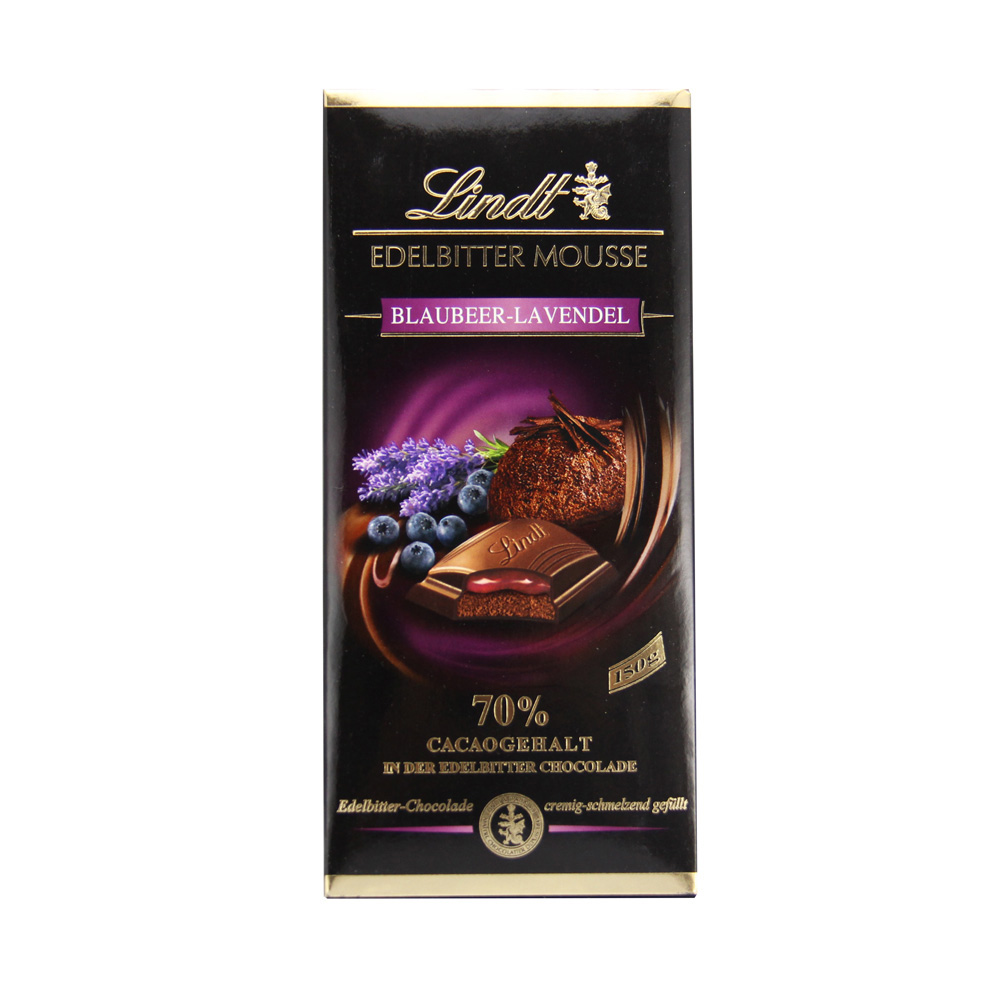 Lindt
EDELBITTER MOUSSE
BLAUBEER-LAVENDEL
Lindt
150g
70%
CACAOGEHALT
IN DER EDELBITTER CHOCOLADE
Edelbitter-Chocolade cremig-schmelzend gefüllt